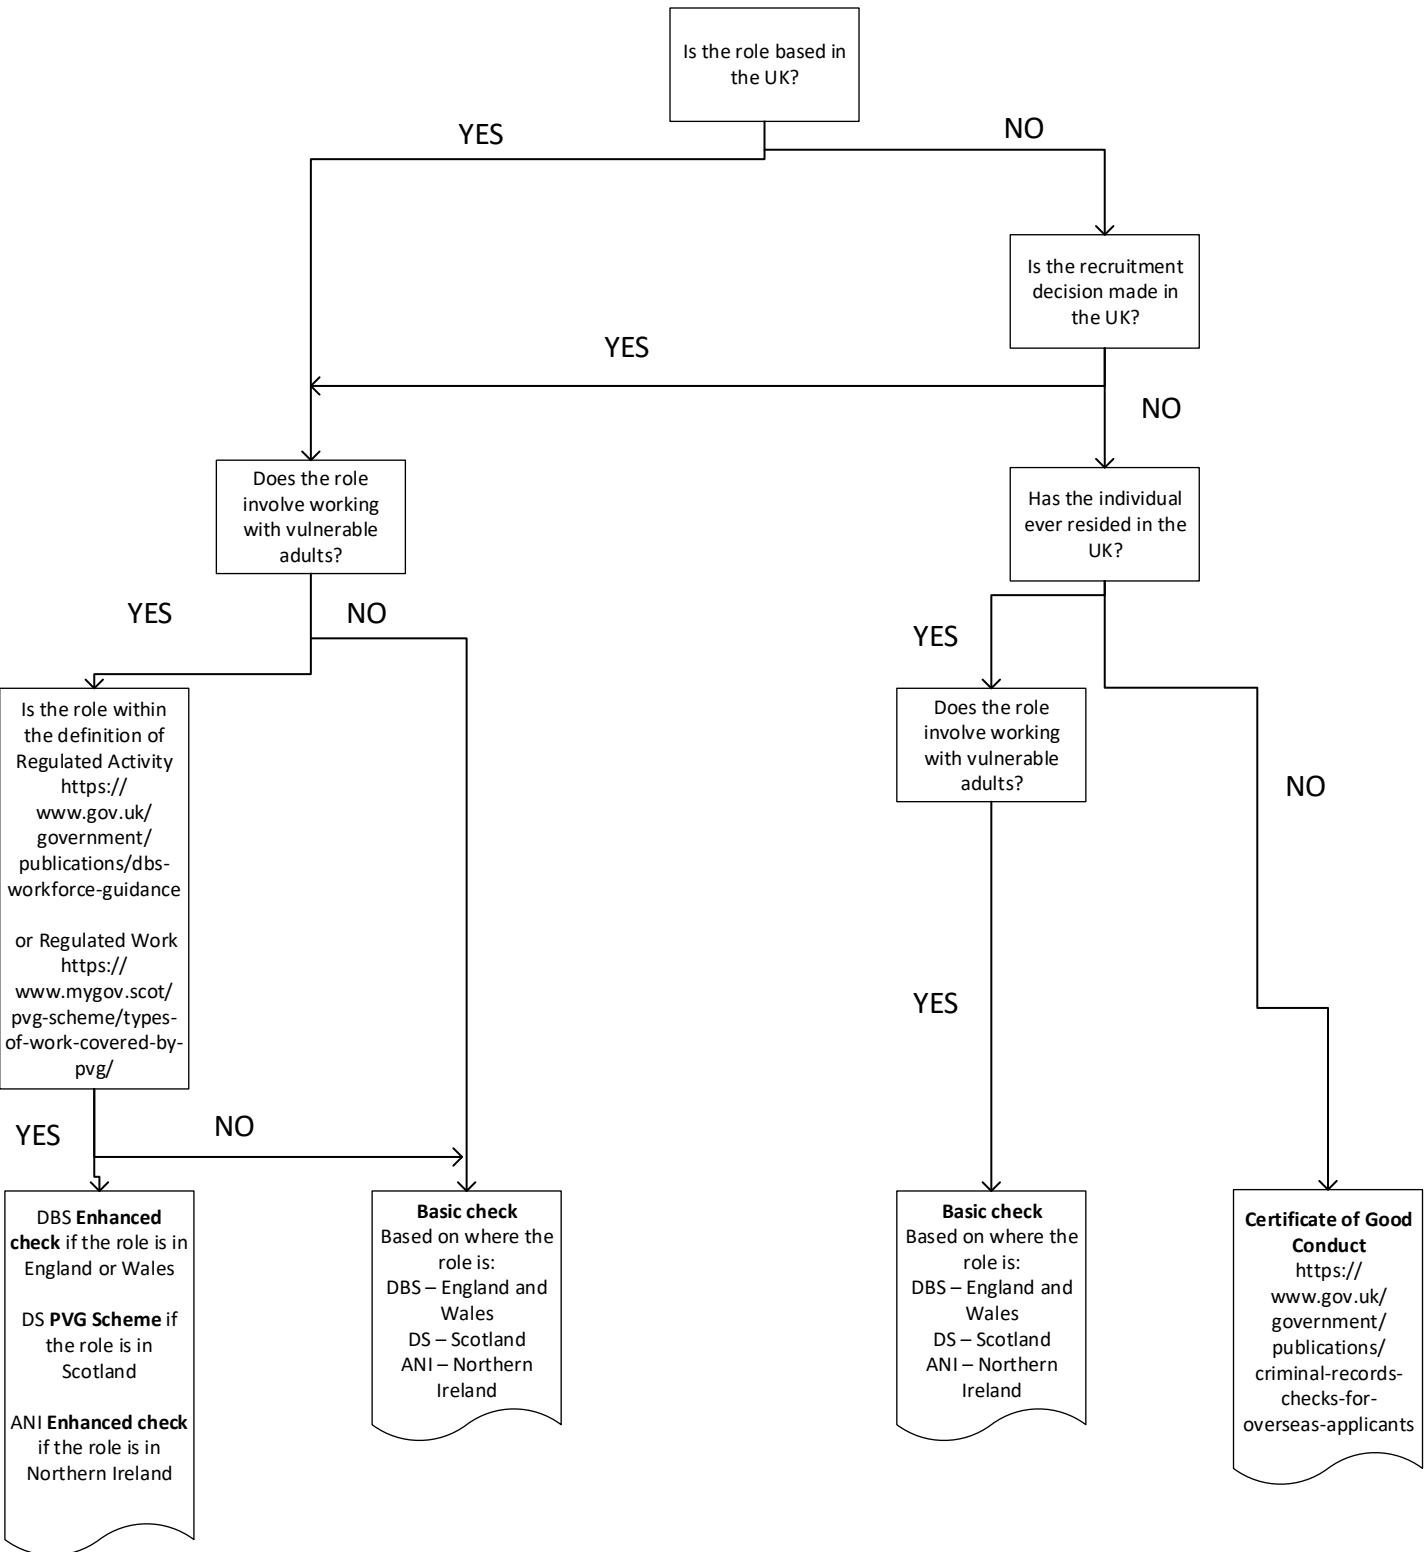 Is the role based in
the UK?
YES
NO
Is the recruitment
decision made in
the UK?
YES
NO
Does the role
involve working
with vulnerable
adults?
Has the individual
ever resided in the
UK?
YES
NO
YES
NO
Is the role within
the definition of
Regulated Activity
https://
www.gov.uk/
government/
publications/dbs-
workforce-guidance
or Regulated Work
https://
www.mygov.scot/
pvg-scheme/types-
of-work-covered-by-
pvg/
Does the role
involve working
with vulnerable
adults?
YES
YES
NO
DBS Enhanced
check if the role is in
England or Wales
DS PVG Scheme if
the role is in
Scotland
ANI Enhanced check
if the role is in
Northern Ireland
Basic check
Based on where the
role is:
DBS – England and
Wales
DS – Scotland
ANI – Northern
Ireland
Basic check
Based on where the
role is:
DBS – England and
Wales
DS – Scotland
ANI – Northern
Ireland
Certificate of Good
Conduct
https://
www.gov.uk/
government/
publications/
criminal-records-
checks-for-
overseas-applicants